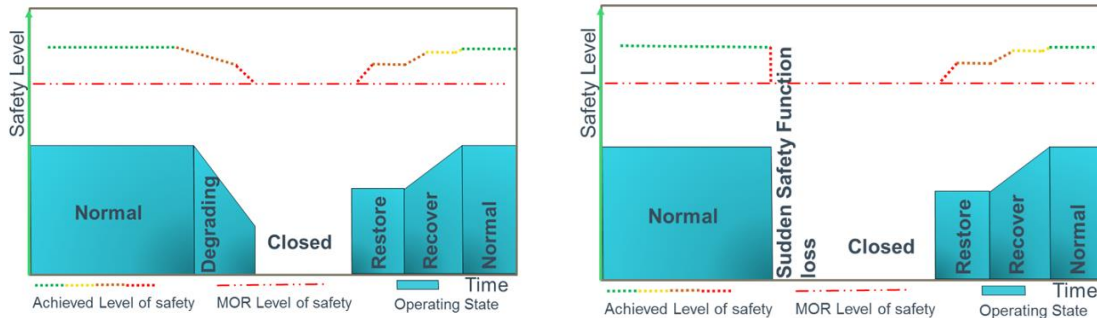 Safety Level
Normal
Degrading
Closed
Restore
Recover
Normal
Time
Achieved Level of safety
MOR Level of safety
Operating State
Safety Level
Normal
Sudden Safety Function
loss
Closed
Restore
Recover
Normal
Time
Achieved Level of safety
MOR Level of safety
Operating State